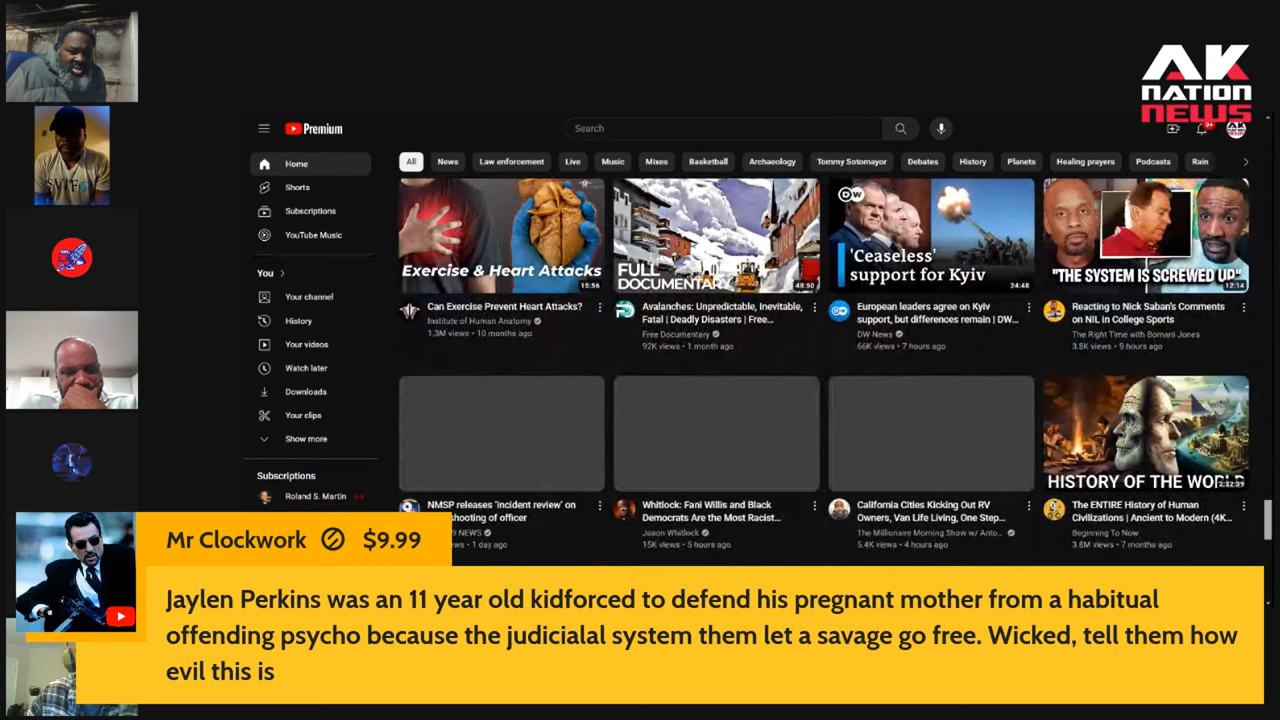 AK
NATION
NEWS
Premium
Search
9+
Home
Shorts
Subscriptions
YouTube Music
You
Your channel
History
Your videos
Watch later
Downloads
Your clips
Show more
Subscriptions
Roland S. Martin
All
News
Law enforcement
Live
Music
Mixes
Basketball
Archaeology
Tommy Sotomayor
Debates
History
Planets
Healing prayers
Podcasts
Rain
Exercise & Heart Attacks
15:56
Can Exercise Prevent Heart Attacks?
Institute of Human Anatomy
1.3M views • 10 months ago
FULL
DOCUMENTARY
48:50
Avalanches: Unpredictable, Inevitable,
Fatal | Deadly Disasters | Free...
Free Documentary
92K views • 1 month ago
DW
'Ceaseless'
support for Kyiv
24:48
European leaders agree on Kyiv
support, but differences remain | DW...
DW News
66K views • 7 hours ago
"THE SYSTEM IS SCREWED UP"
12:14
Reacting to Nick Saban's Comments
on NIL in College Sports
The Right Time with Bomani Jones
3.8K views • 9 hours ago
NMSP releases 'incident review' on
shooting of officer
9 NEWS
ews • 1 day ago
Whitlock: Fani Willis and Black
Democrats Are the Most Racist...
Jason Whitlock
15K views • 5 hours ago
California Cities Kicking Out RV
Owners, Van Life Living, One Step...
The Millionaire Morning Show w/ Anto...
5.4K views • 4 hours ago
HISTORY OF THE WORLD
2:32:39
The ENTIRE History of Human
Civilizations | Ancient to Modern (4K...
Beginning To Now
3.8M views • 7 months ago
SVTF
Mr Clockwork $9.99
Jaylen Perkins was an 11 year old kidforced to defend his pregnant mother from a habitual
offending psycho because the judicialal system them let a savage go free. Wicked, tell them how
evil this is